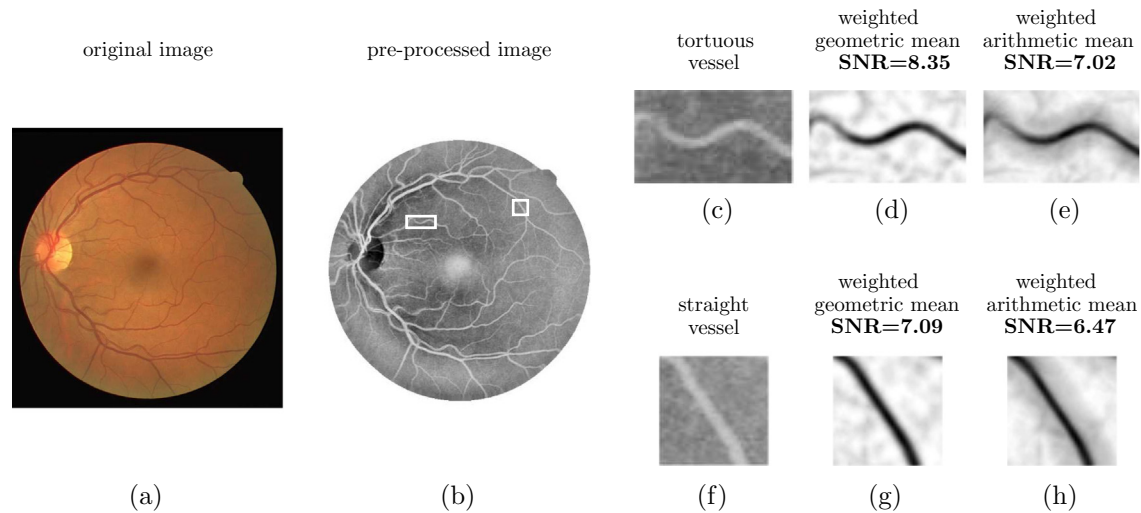 original image
pre-processed image
tortuous
vessel
weighted
geometric mean
SNR=8.35
weighted
arithmetic mean
SNR=7.02
(c)
(d)
(e)
straight
vessel
weighted
geometric mean
SNR=7.09
weighted
arithmetic mean
SNR=6.47
(a)
(b)
(f)
(g)
(h)